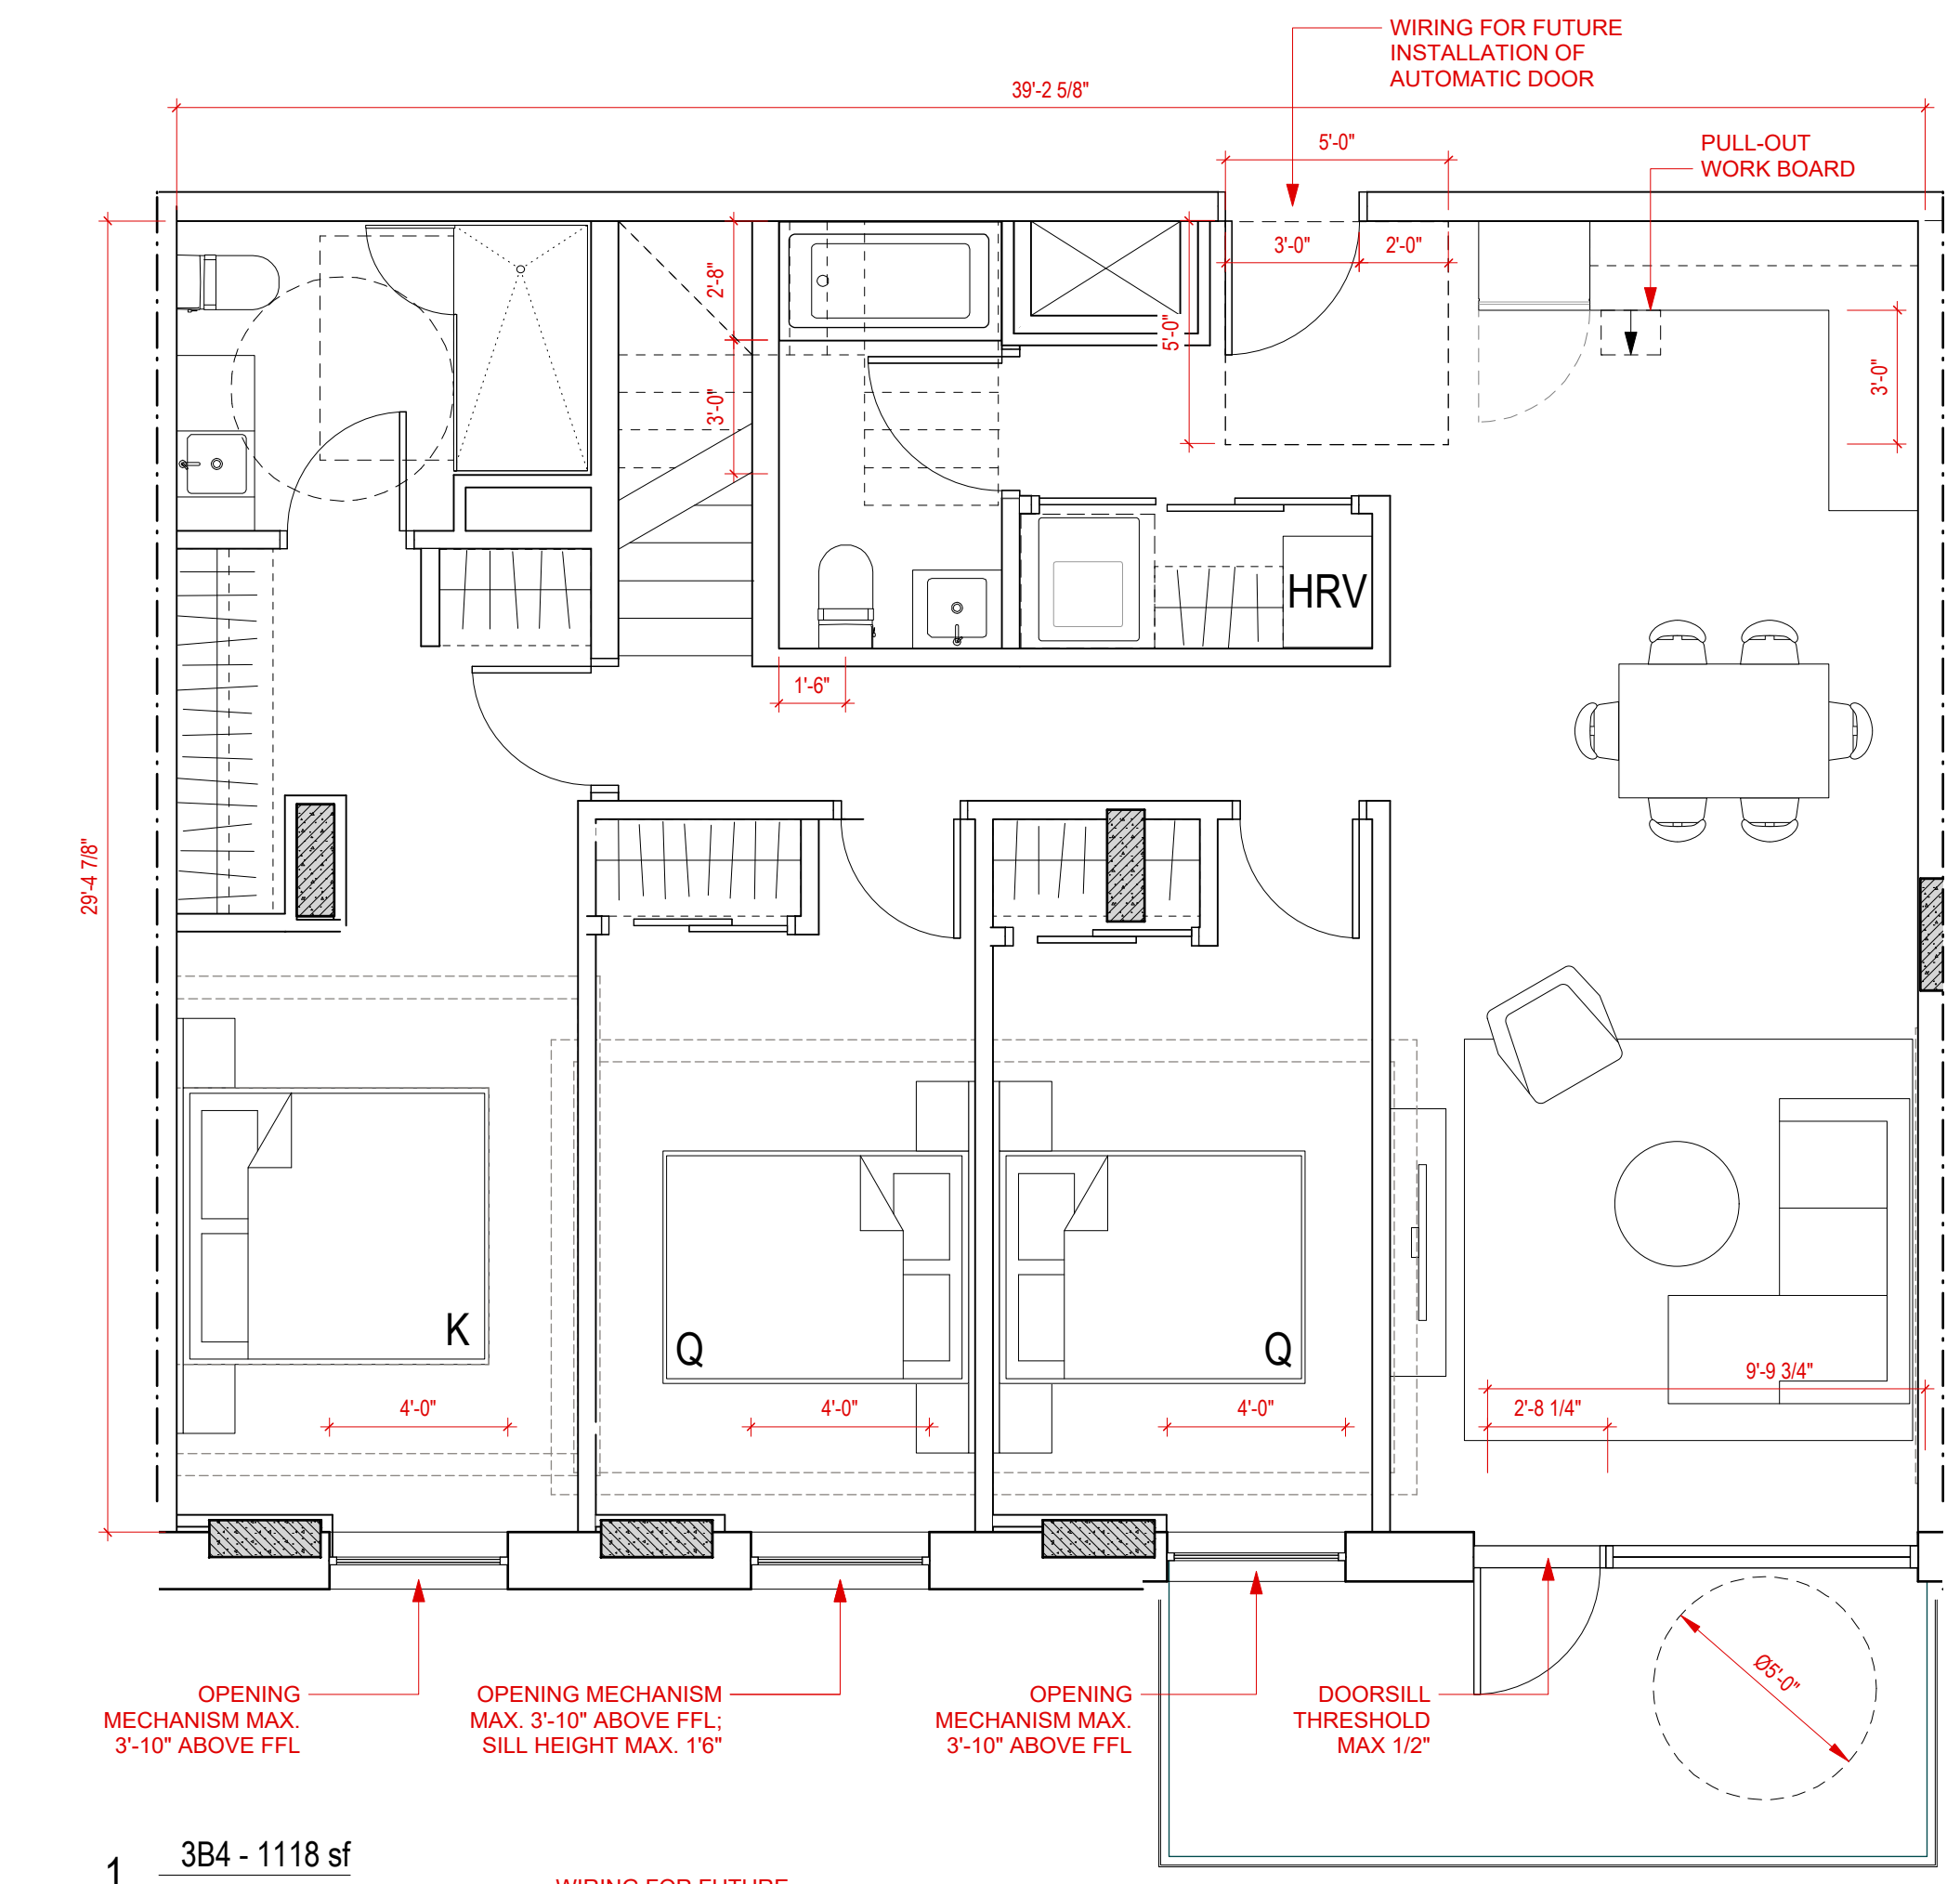 WIRING FOR FUTURE
INSTALLATION OF
AUTOMATIC DOOR
39'-2 5/8"
5'-0"
PULL-OUT
WORK BOARD
3'-0"
2'-0"
2'-8"
5'-0"
3'-0"
3'-0"
HRV
1'-6"
29'-4 7/8"
K
Q
Q
9'-9 3/4"
4'-0"
4'-0"
4'-0"
2'-8 1/4"
Ø5'-0"
OPENING
MECHANISM MAX.
3'-10" ABOVE FFL
OPENING MECHANISM
MAX. 3'-10" ABOVE FFL;
SILL HEIGHT MAX. 1'6"
OPENING
MECHANISM MAX.
3'-10" ABOVE FFL
DOORSILL
THRESHOLD
MAX 1/2"
1
3B4 - 1118 sf
WIRING FOR FUTURE